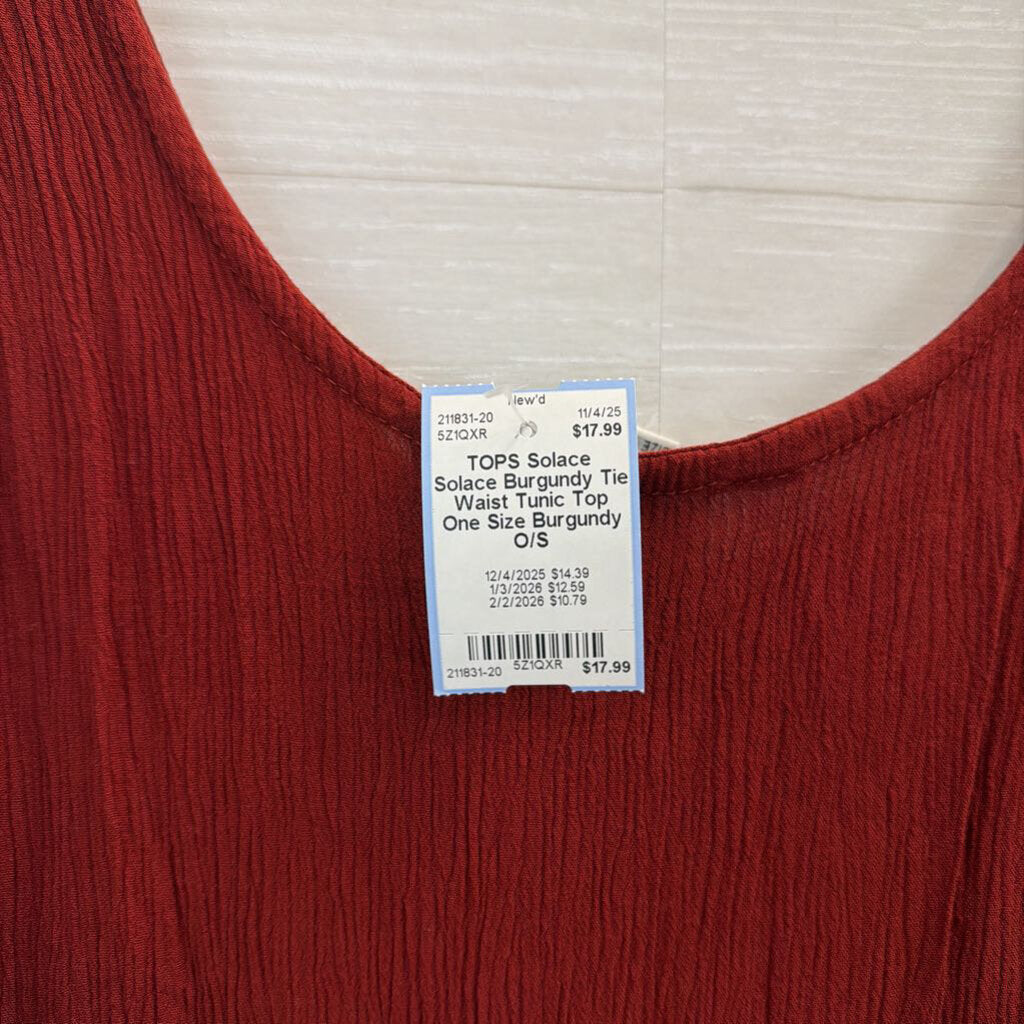 211831-20 11/4/25
5Z1QXR $17.99
TOPS Solace
Solace Burgundy Tie
Waist Tunic Top
One Size Burgundy
O/S
12/4/2025 $14.39
1/3/2026 $12.59
2/2/2026 $10.79
211831-20 5Z1QXR $17.99